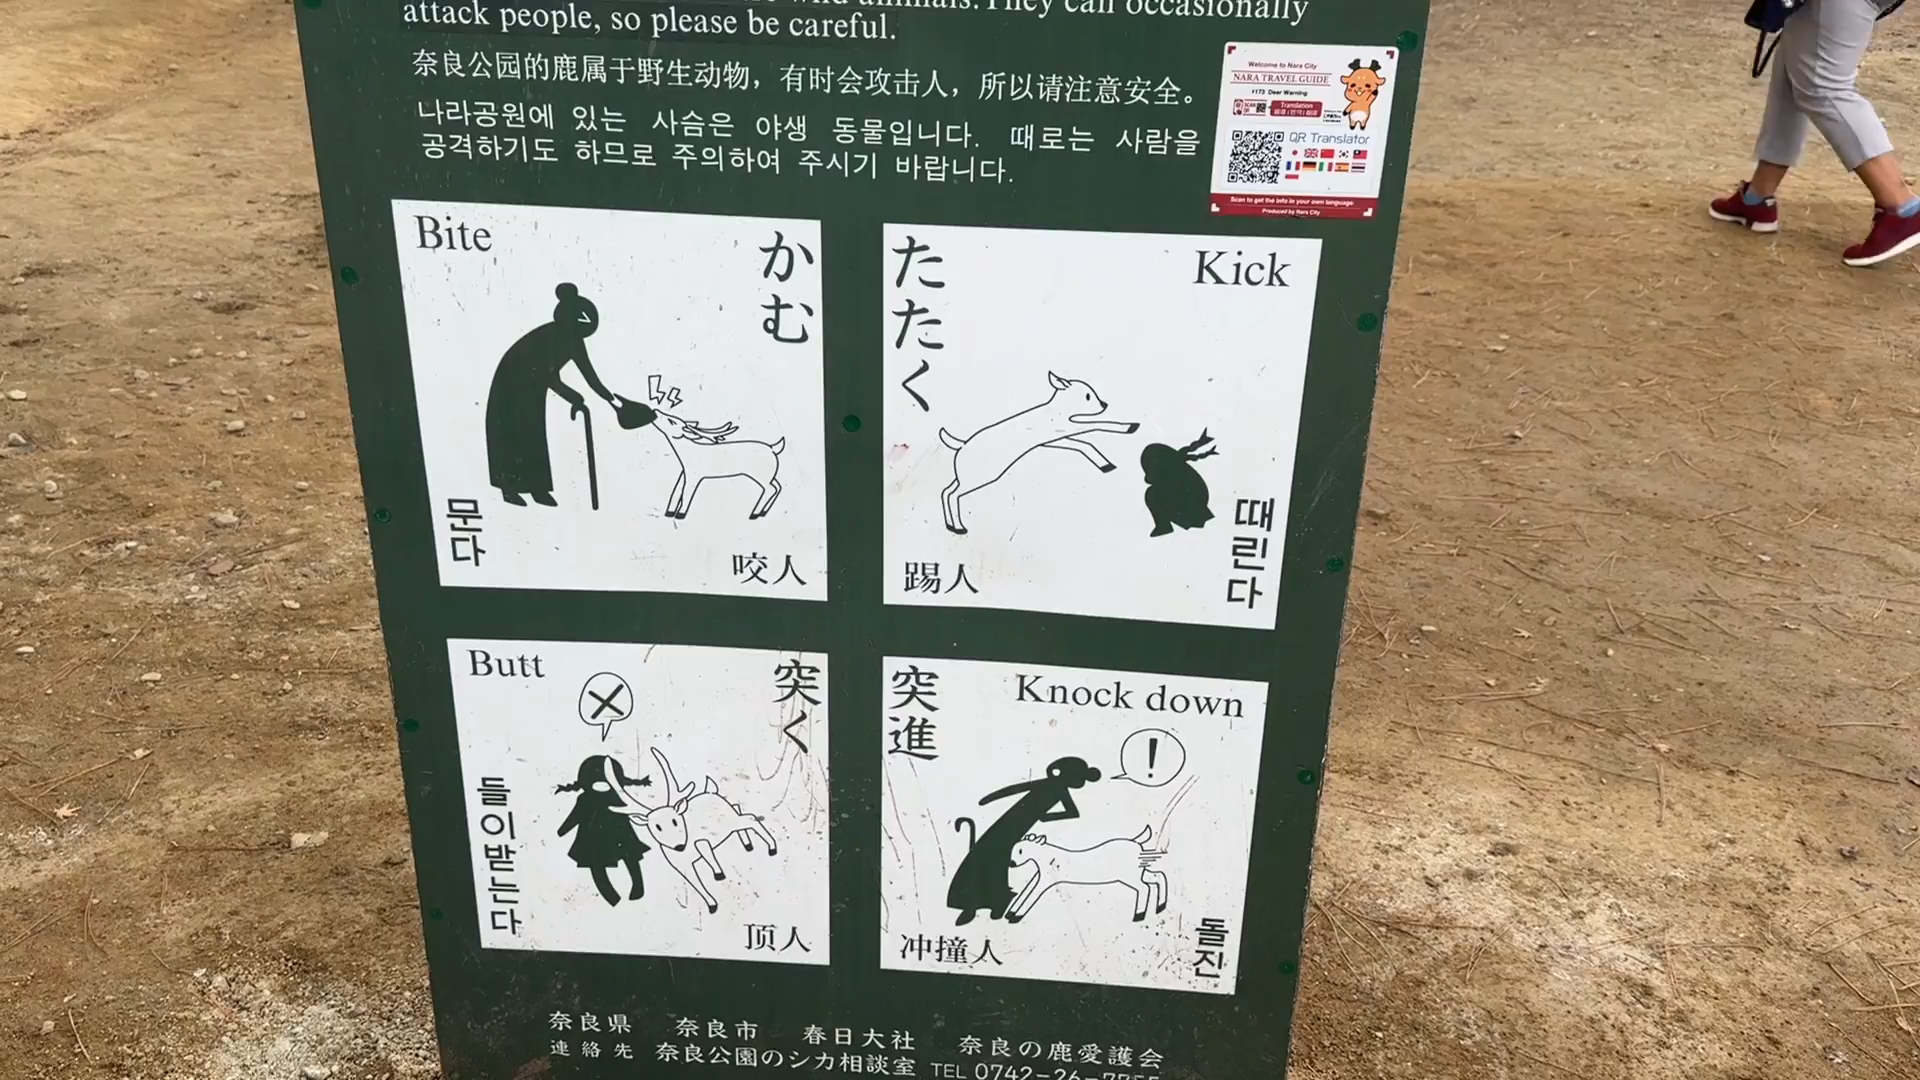 wild animals. They can occasionally
attack people, so please be careful.
奈良公园的鹿属于野生动物，有时会攻击人，所以请注意安全。
나라공원에 있는 사슴은 야생 동물입니다. 때로는 사람을
공격하기도 하므로 주의하여 주시기 바랍니다.
Welcome to Nara City
NARA TRAVEL GUIDE
#173 Deer Warning
Translation
QR Translator
Scan to get the info in your own language.
Produced by Nara City
Bite
かむ
문다
咬人
たたく
Kick
踢人
때린다
Butt
突く
들이받는다
顶人
突進
Knock down
!
冲撞人
돌진
奈良県 奈良市 春日大社 奈良の鹿愛護会
連絡先 奈良公園のシカ相談室 TEL 0742-26-